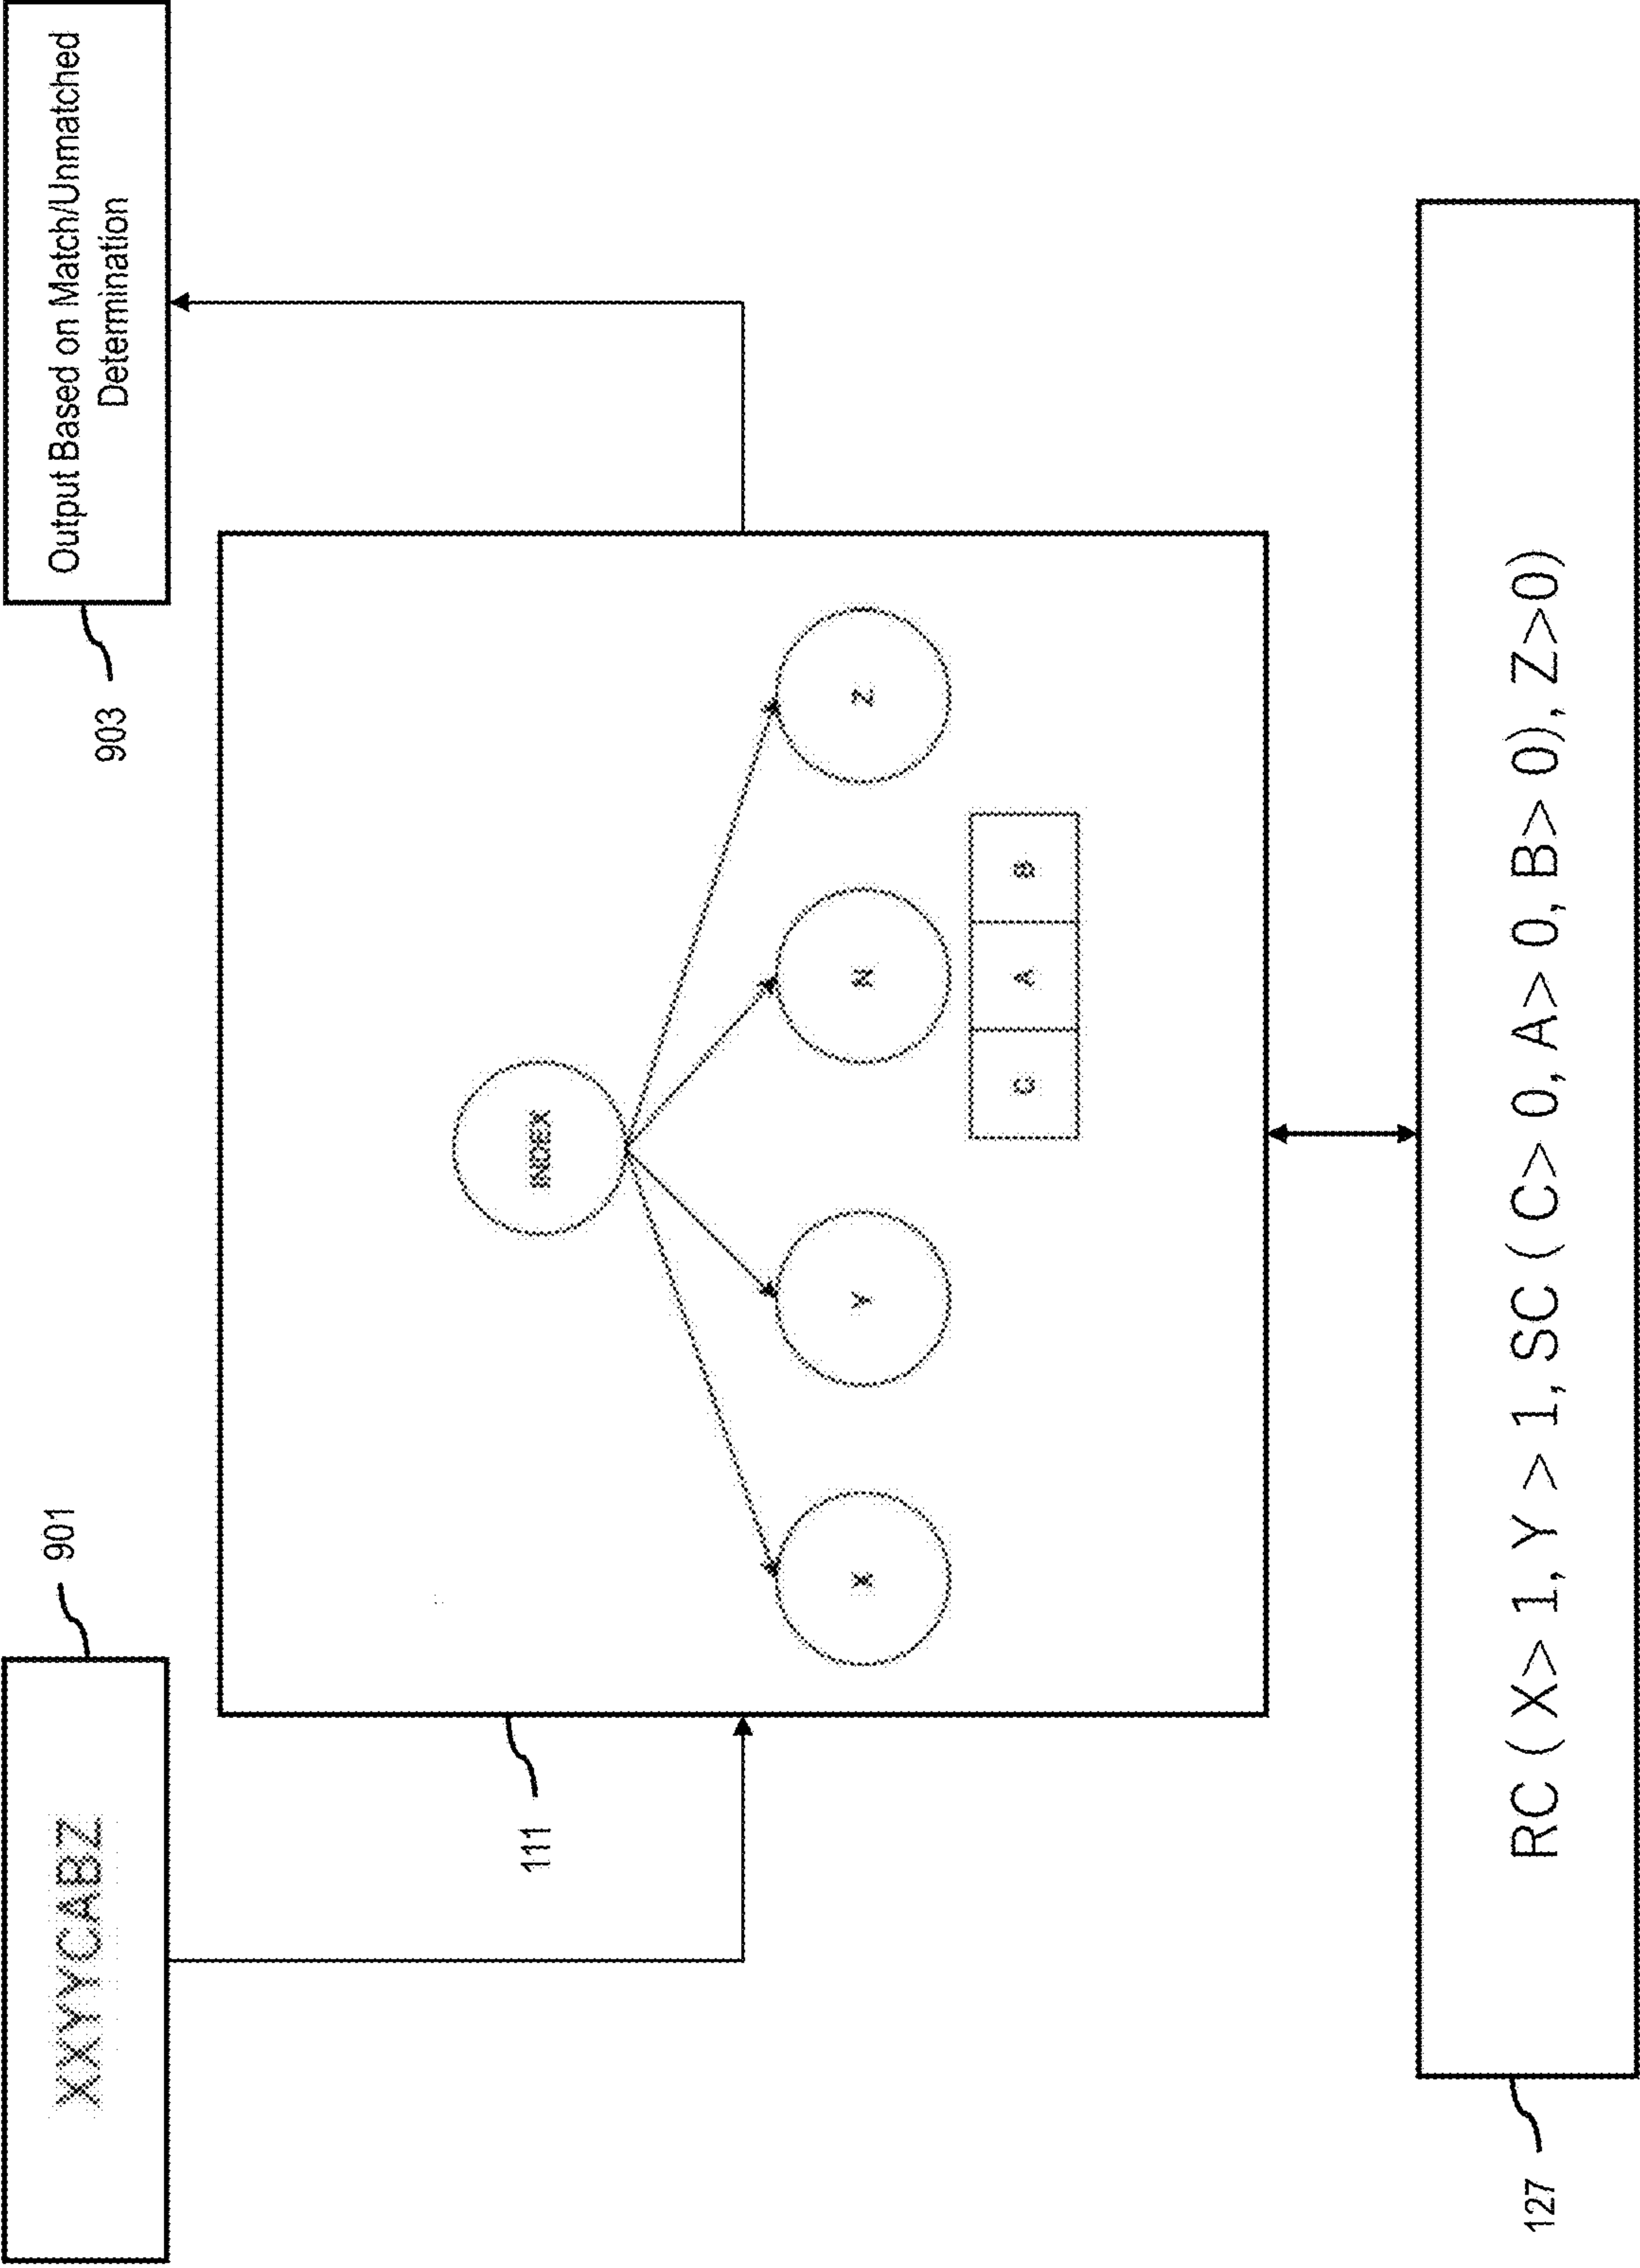 XXYYCABZ
901
Output Based on Match/Unmatched
Determination
903
111
INDEX
X
Y
N
Z
C
A
B
RC ( X> 1, Y > 1, SC ( C> 0, A> 0, B> 0), Z>0)
127